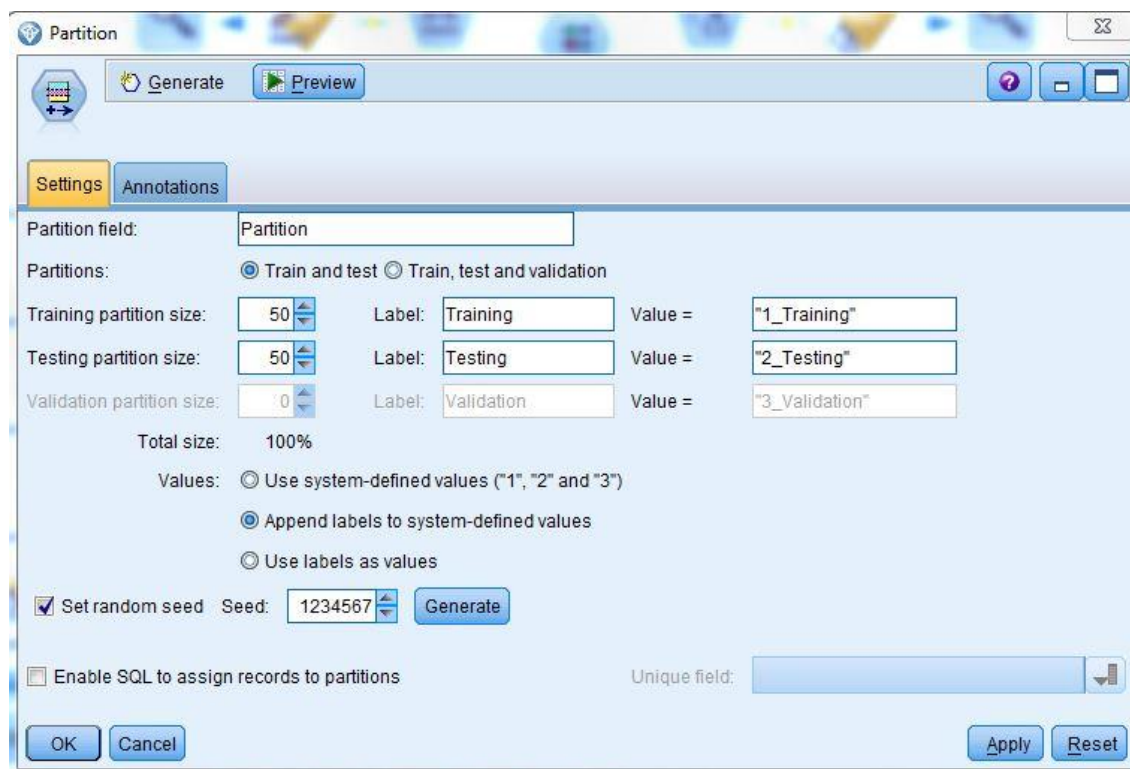 Partition
Generate Preview
Settings Annotations
Partition field: Partition
Partitions: Train and test Train, test and validation
Training partition size: 50 Label: Training Value = "1_Training"
Testing partition size: 50 Label: Testing Value = "2_Testing"
Validation partition size: 0 Label: Validation Value = "3_Validation"
Total size: 100%
Values: Use system-defined values ("1", "2" and "3")
Append labels to system-defined values
Use labels as values
Set random seed Seed: 1234567 Generate
Enable SQL to assign records to partitions Unique field:
OK Cancel Apply Reset